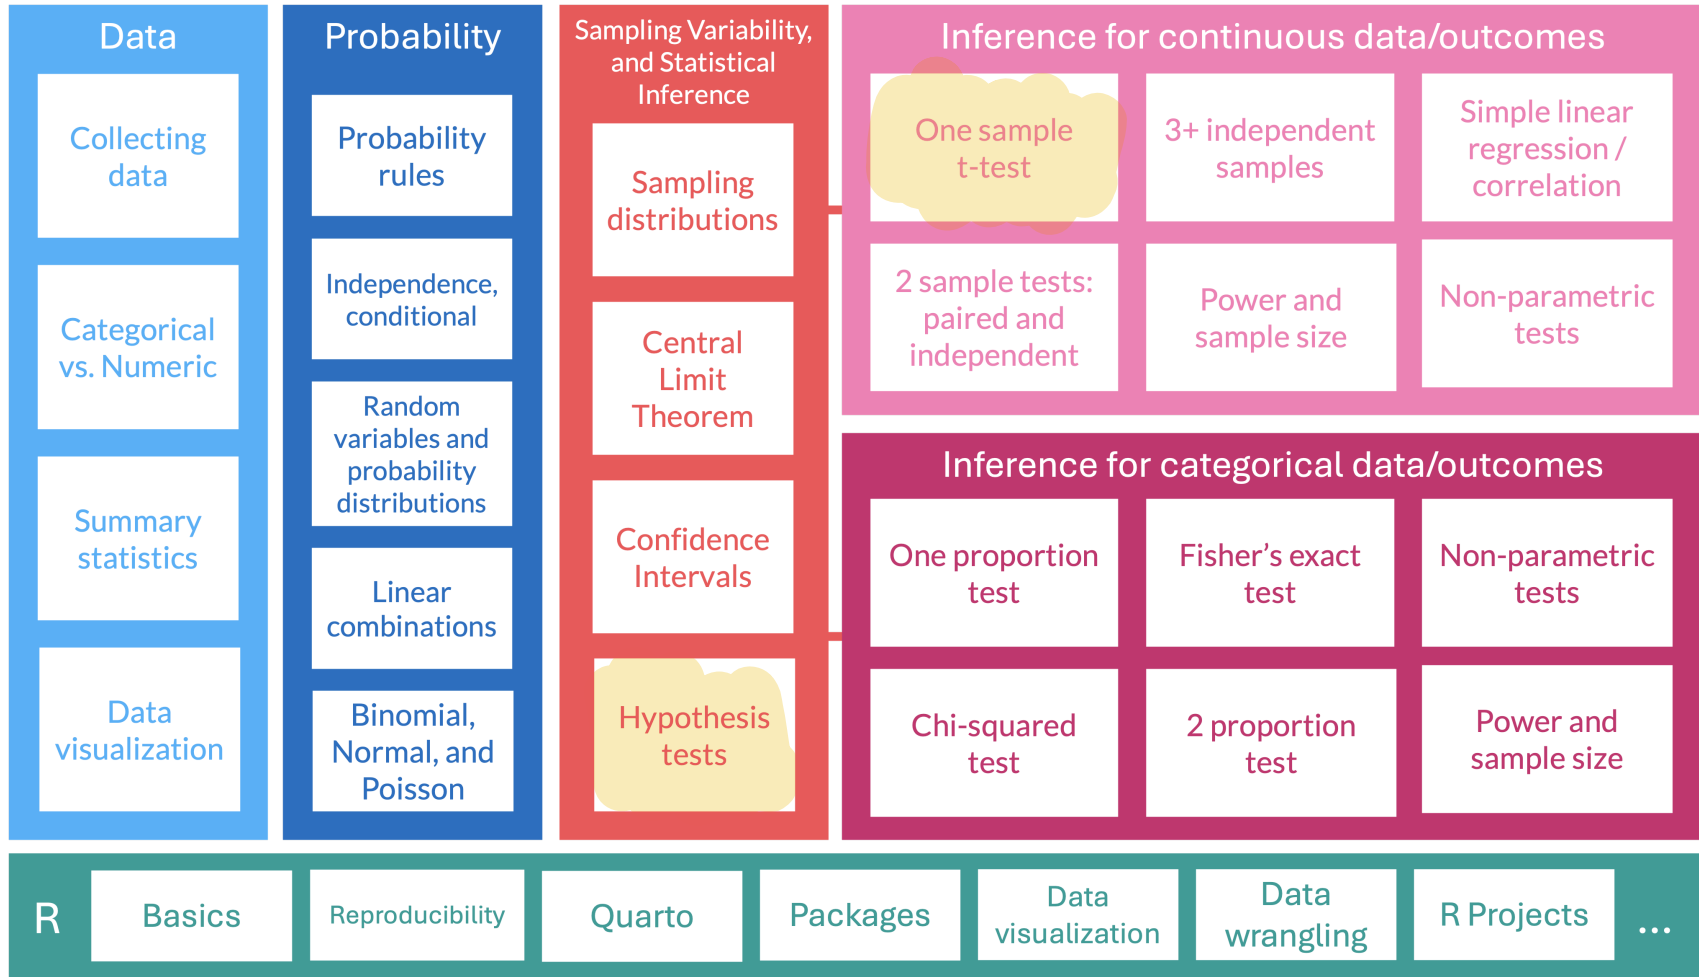 Data
Collecting
data
Categorical
vs. Numeric
Summary
statistics
Data
visualization
Probability
Probability
rules
Independence,
conditional
Random
variables and
probability
distributions
Linear
combinations
Binomial,
Normal, and
Poisson
Sampling Variability,
and Statistical
Inference
Sampling
distributions
Central
Limit
Theorem
Confidence
Intervals
Hypothesis
tests
Inference for continuous data/outcomes
One sample
t-test
3+ independent
samples
Simple linear
regression /
correlation
2 sample tests:
paired and
independent
Power and
sample size
Non-parametric
tests
Inference for categorical data/outcomes
One proportion
test
Fisher’s exact
test
Non-parametric
tests
Chi-squared
test
2 proportion
test
Power and
sample size
R
Basics
Reproducibility
Quarto
Packages
Data
visualization
Data
wrangling
R Projects
...